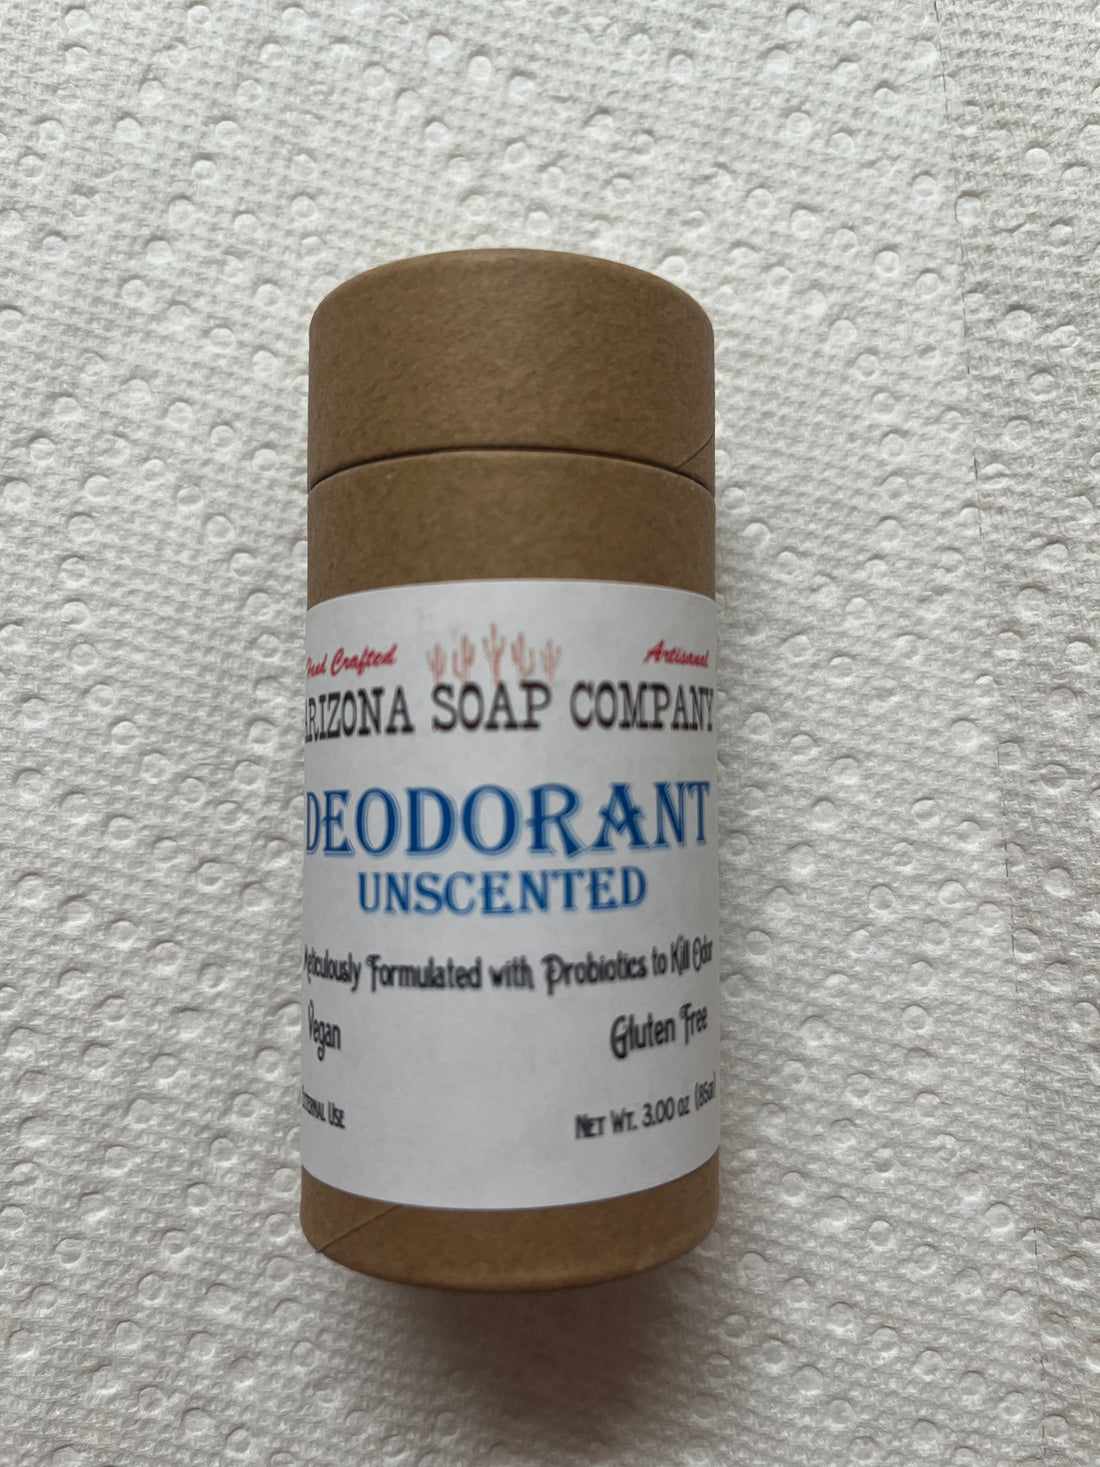 Hand Crafted Artisanal
ARIZONA SOAP COMPANY
DEODORANT
UNSCENTED
Meticulously Formulated with Probiotics to Kill Odor
Vegan Gluten Free
External Use Net Wt. 3.00 oz (85g)